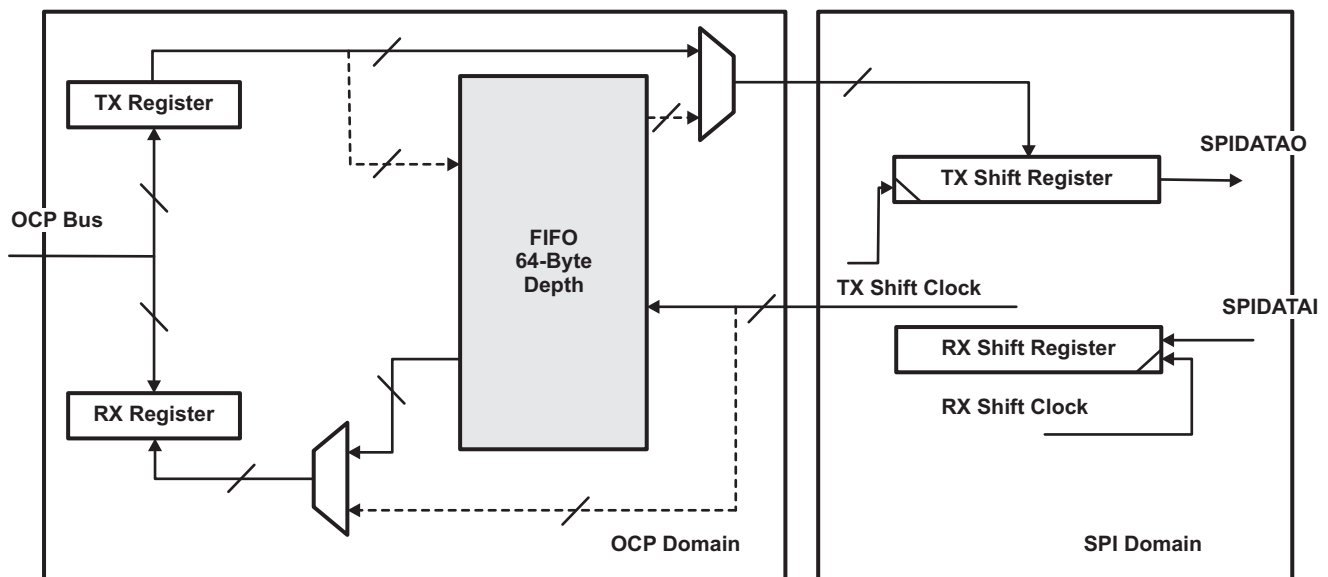 TX Register
SPIDATAO
TX Shift Register
OCP Bus
FIFO
64-Byte
Depth
TX Shift Clock
SPIDATAI
RX Shift Register
RX Register
RX Shift Clock
OCP Domain
SPI Domain